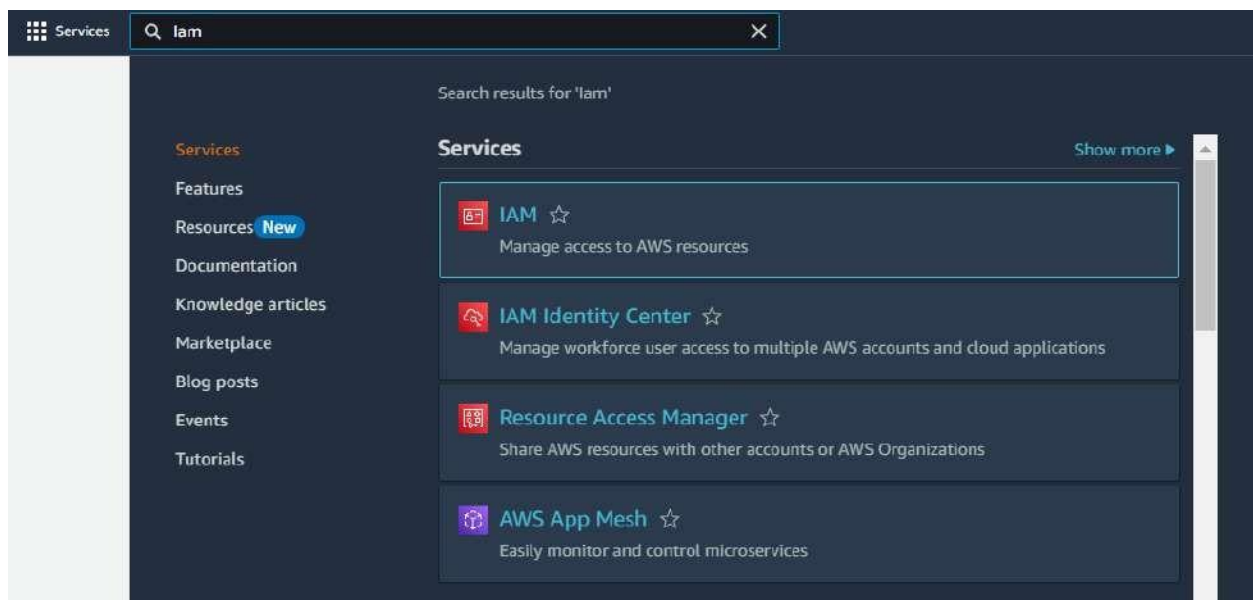 Services
Iam
Search results for 'Iam'
Services
Features
Resources New
Documentation
Knowledge articles
Marketplace
Blog posts
Events
Tutorials
Services
Show more
IAM
Manage access to AWS resources
IAM Identity Center
Manage workforce user access to multiple AWS accounts and cloud applications
Resource Access Manager
Share AWS resources with other accounts or AWS Organizations
AWS App Mesh
Easily monitor and control microservices